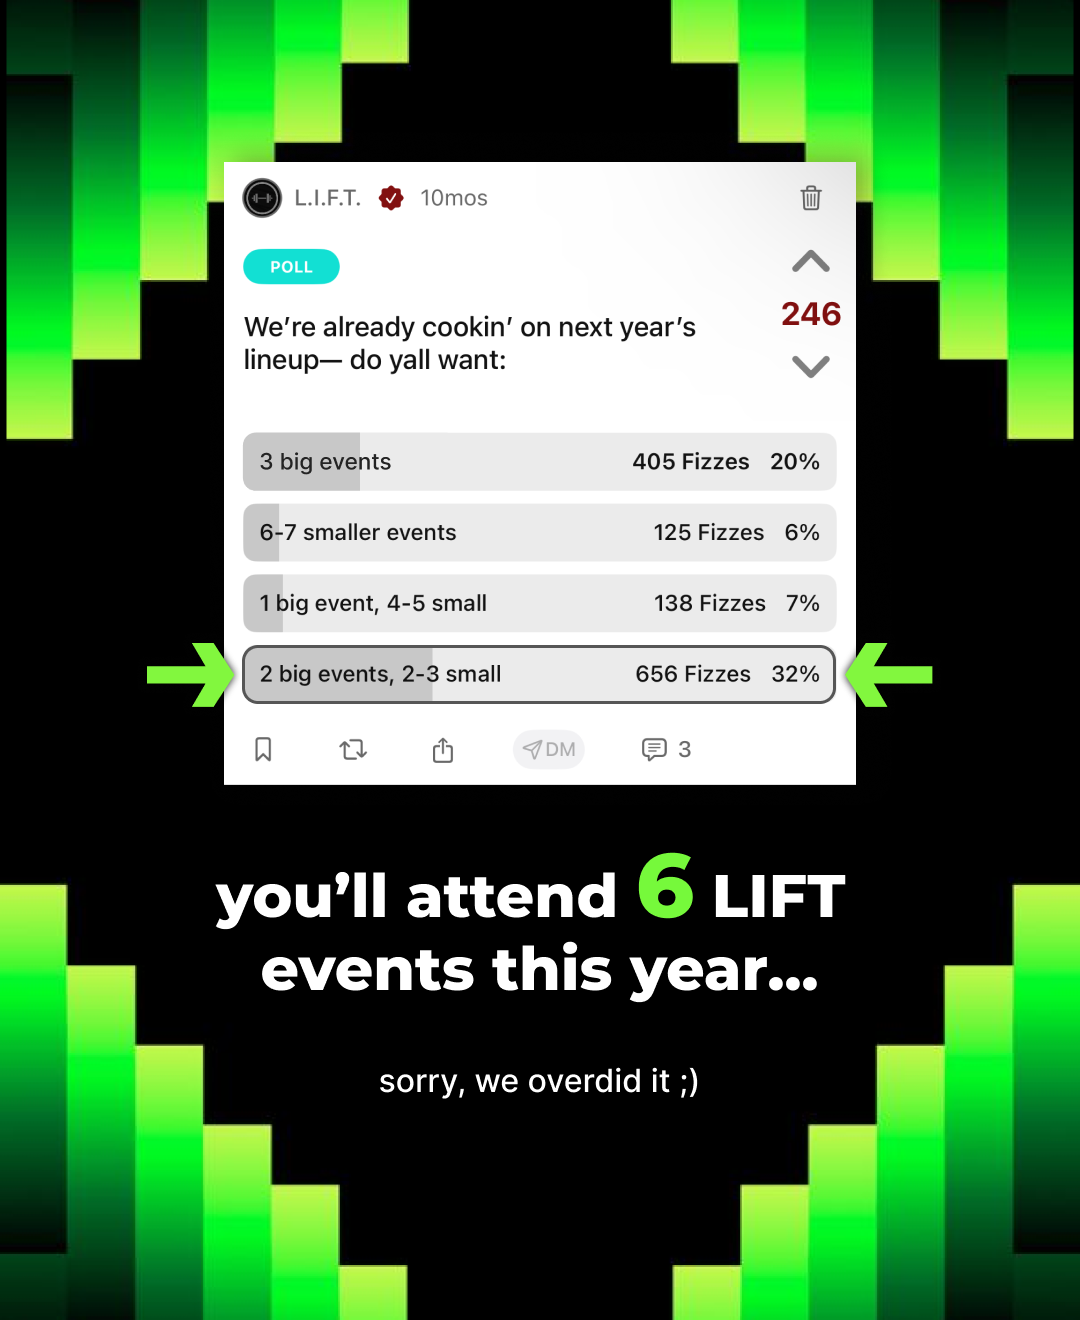 L.I.F.T. 10mos
POLL
246
We’re already cookin’ on next year’s
lineup— do yall want:
3 big events 405 Fizzes 20%
6-7 smaller events 125 Fizzes 6%
1 big event, 4-5 small 138 Fizzes 7%
2 big events, 2-3 small 656 Fizzes 32%
DM 3
you’ll attend 6 LIFT
events this year...
sorry, we overdid it ;)